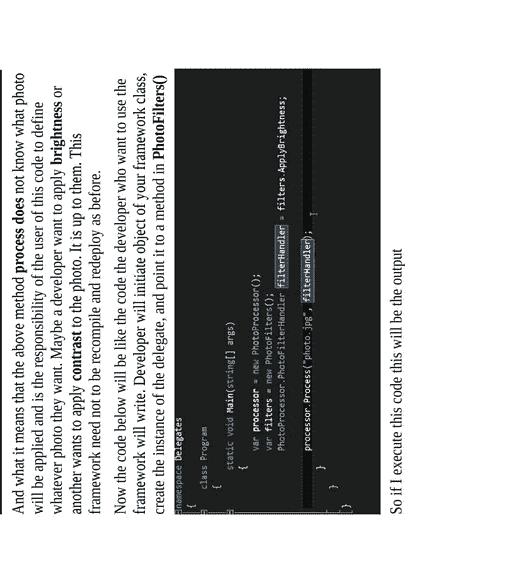 And what it means that the above method process does not know what photo
will be applied and is the responsibility of the user of this code to define
whatever photo they want. Maybe a developer want to apply brightness or
another wants to apply contrast to the photo. It is up to them. This
framework need not to be recompile and redeploy as before.
Now the code below will be like the code the developer who want to use the
framework will write. Developer will initiate object of your framework class,
create the instance of the delegate, and point it to a method in PhotoFilters()
namespace Delegates
{
class Program
{
static void Main(string[] args)
{
var processor = new PhotoProcessor();
var filters = new PhotoFilters();
PhotoProcessor.PhotoFilterHandler filterHandler = filters.ApplyBrightness;
processor.Process("photo.jpg", filterHandler);
}
}
}
So if I execute this code this will be the output